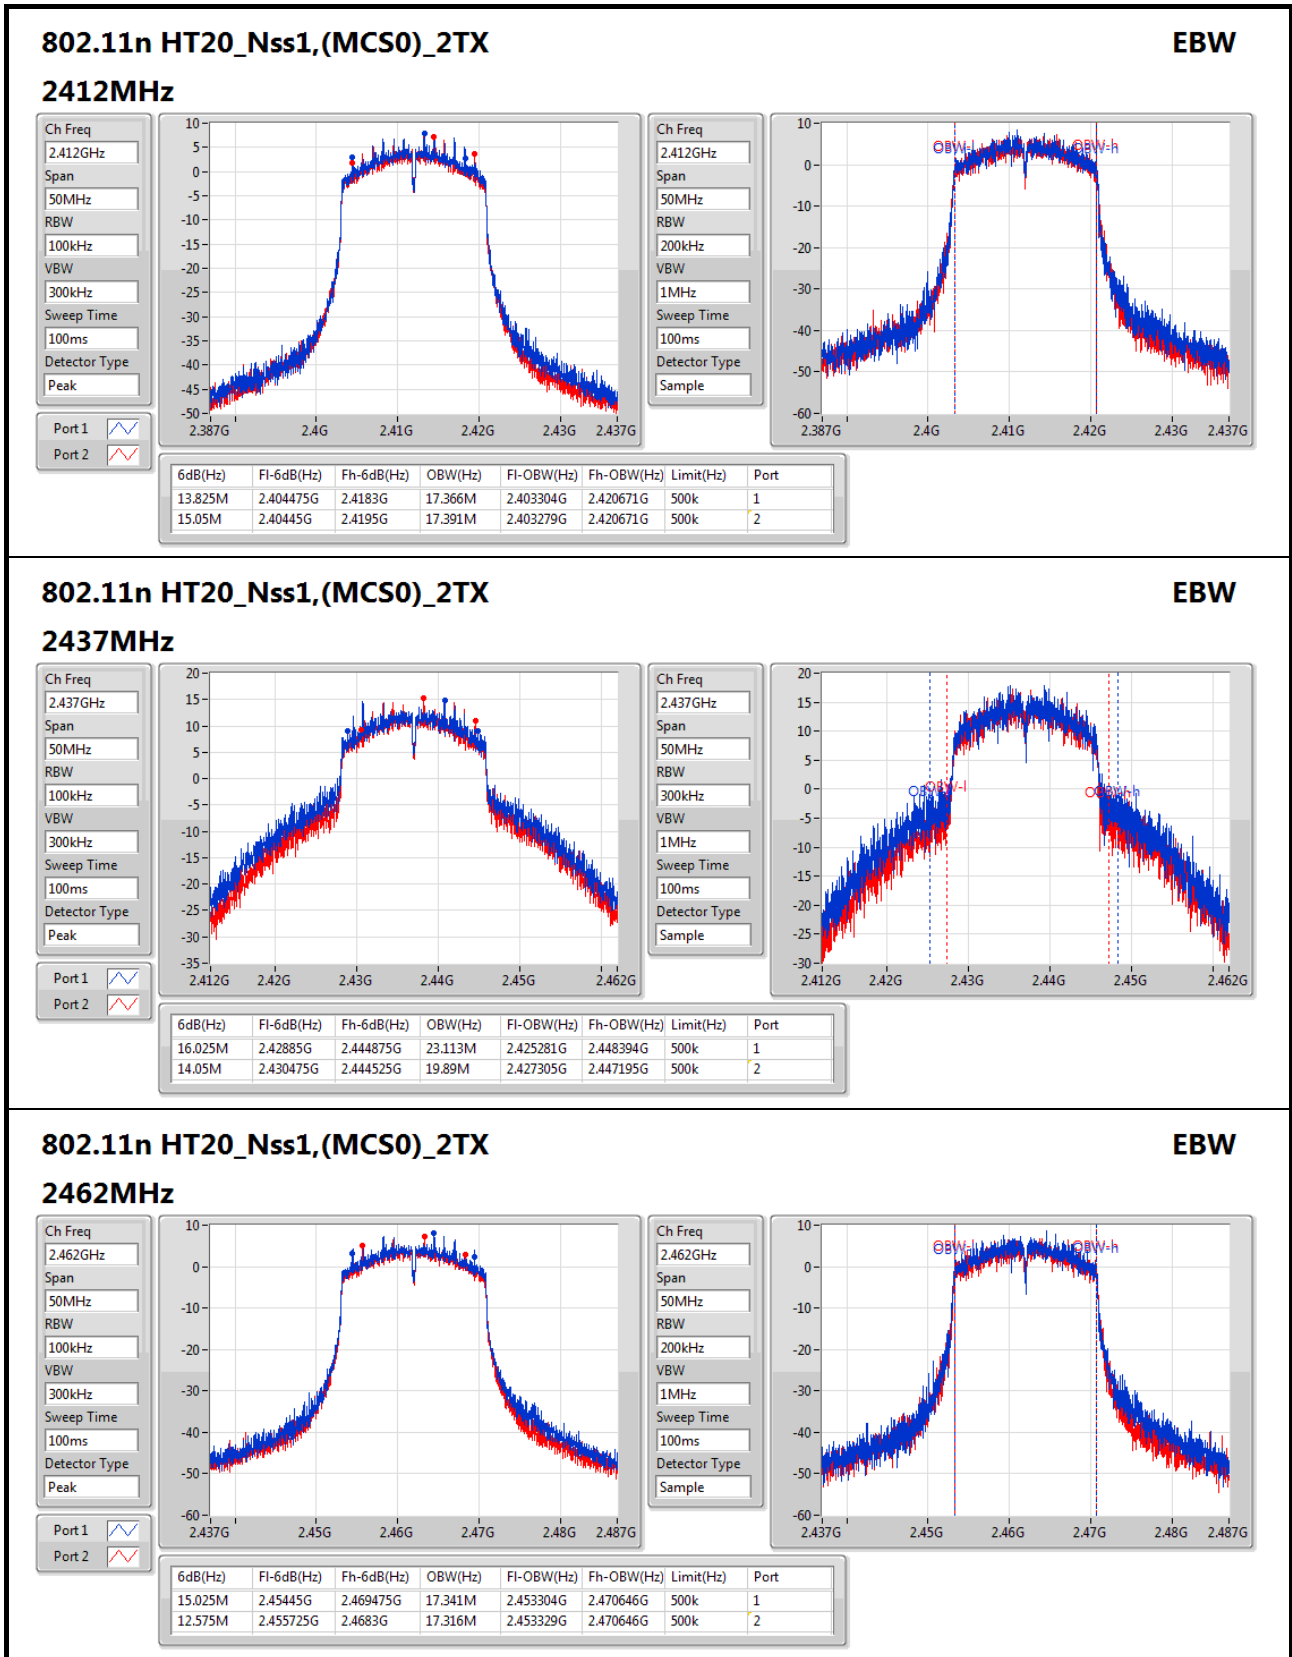 802.11n HT20_Nss1,(MCS0)_2TX EBW
2412MHz
Ch Freq
2.412GHz
Span
50MHz
RBW
100kHz
VBW
300kHz
Sweep Time
100ms
Detector Type
Peak
Port 1
Port 2
10
5
0
-5
-10
-15
-20
-25
-30
-35
-40
-45
-50
2.387G 2.4G 2.41G 2.42G 2.43G 2.437G
Ch Freq
2.412GHz
Span
50MHz
RBW
200kHz
VBW
1MHz
Sweep Time
100ms
Detector Type
Sample
10
0
-10
-20
-30
-40
-50
-60
OBW-l OBW-h
2.387G 2.4G 2.41G 2.42G 2.43G 2.437G
6dB(Hz) Fl-6dB(Hz) Fh-6dB(Hz) OBW(Hz) Fl-OBW(Hz) Fh-OBW(Hz) Limit(Hz) Port
13.825M 2.404475G 2.4183G 17.366M 2.403304G 2.420671G 500k 1
15.05M 2.40445G 2.4195G 17.391M 2.403279G 2.420671G 500k 2
802.11n HT20_Nss1,(MCS0)_2TX EBW
2437MHz
Ch Freq
2.437GHz
Span
50MHz
RBW
100kHz
VBW
300kHz
Sweep Time
100ms
Detector Type
Peak
Port 1
Port 2
20
15
10
5
0
-5
-10
-15
-20
-25
-30
-35
2.412G 2.42G 2.43G 2.44G 2.45G 2.462G
Ch Freq
2.437GHz
Span
50MHz
RBW
300kHz
VBW
1MHz
Sweep Time
100ms
Detector Type
Sample
20
15
10
5
0
-5
-10
-15
-20
-25
-30
OBW-l OBW-h
2.412G 2.42G 2.43G 2.44G 2.45G 2.462G
6dB(Hz) Fl-6dB(Hz) Fh-6dB(Hz) OBW(Hz) Fl-OBW(Hz) Fh-OBW(Hz) Limit(Hz) Port
16.025M 2.42885G 2.444875G 23.113M 2.425281G 2.448394G 500k 1
14.05M 2.430475G 2.444525G 19.89M 2.427305G 2.447195G 500k 2
802.11n HT20_Nss1,(MCS0)_2TX EBW
2462MHz
Ch Freq
2.462GHz
Span
50MHz
RBW
100kHz
VBW
300kHz
Sweep Time
100ms
Detector Type
Peak
Port 1
Port 2
10
0
-10
-20
-30
-40
-50
-60
2.437G 2.45G 2.46G 2.47G 2.48G 2.487G
Ch Freq
2.462GHz
Span
50MHz
RBW
200kHz
VBW
1MHz
Sweep Time
100ms
Detector Type
Sample
10
0
-10
-20
-30
-40
-50
-60
OBW-l OBW-h
2.437G 2.45G 2.46G 2.47G 2.48G 2.487G
6dB(Hz) Fl-6dB(Hz) Fh-6dB(Hz) OBW(Hz) Fl-OBW(Hz) Fh-OBW(Hz) Limit(Hz) Port
15.025M 2.45445G 2.469475G 17.341M 2.453304G 2.470646G 500k 1
12.575M 2.455725G 2.4683G 17.316M 2.453329G 2.470646G 500k 2